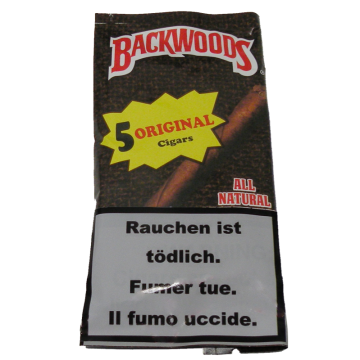 BACKWOODS
5 ORIGINAL
Cigars
ALL
NATURAL
Rauchen ist
tödlich.
Fumer tue.
Il fumo uccide.